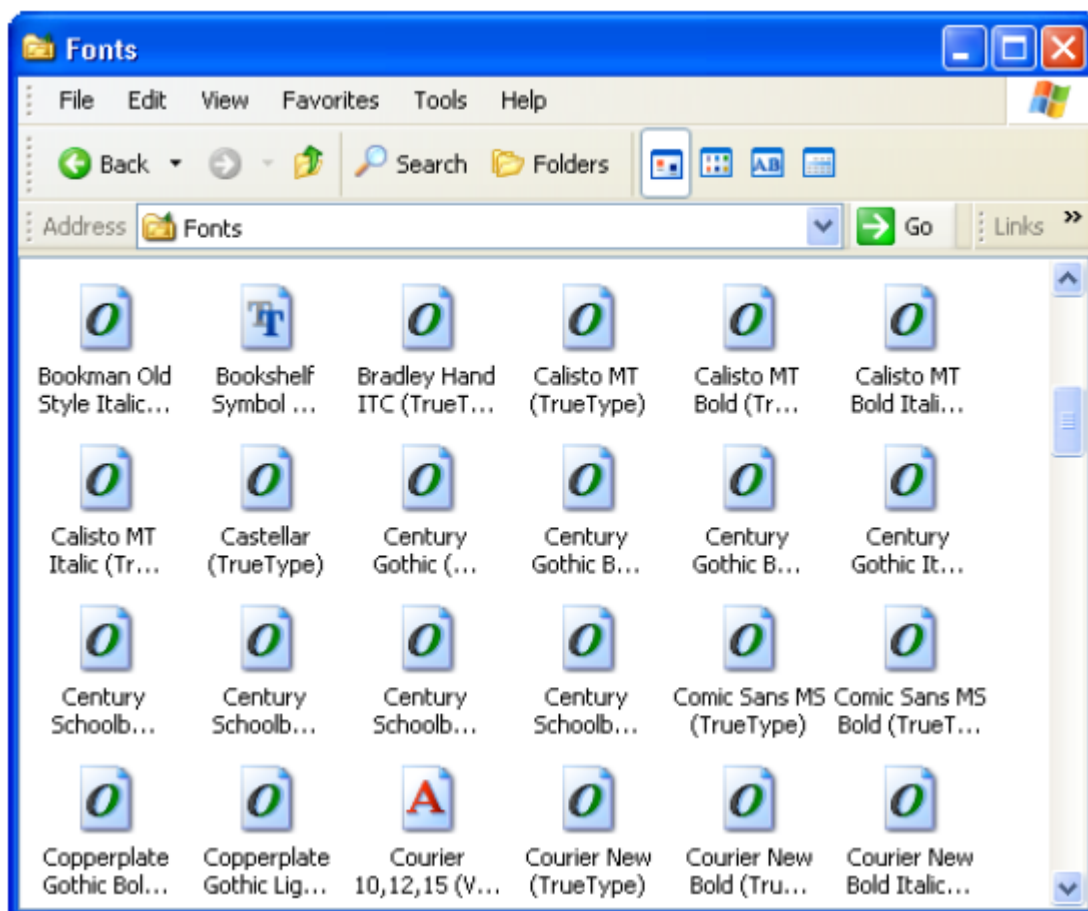 Fonts
File Edit View Favorites Tools Help
Back Search Folders AB
Address Fonts Go Links »
Bookman Old Bookshelf Bradley Hand Calisto MT Calisto MT Calisto MT
Style Italic... Symbol ... ITC (TrueT... (TrueType) Bold (Tr... Bold Itali...
Calisto MT Castellar Century Century Century Century
Italic (Tr... (TrueType) Gothic (... Gothic B... Gothic B... Gothic It...
Century Century Century Century Comic Sans MS Comic Sans MS
Schoolb... Schoolb... Schoolb... Schoolb... (TrueType) Bold (TrueT...
Copperplate Copperplate Courier Courier New Courier New Courier New
Gothic Bol... Gothic Lig... 10,12,15 (V... (TrueType) Bold (Tru... Bold Italic...